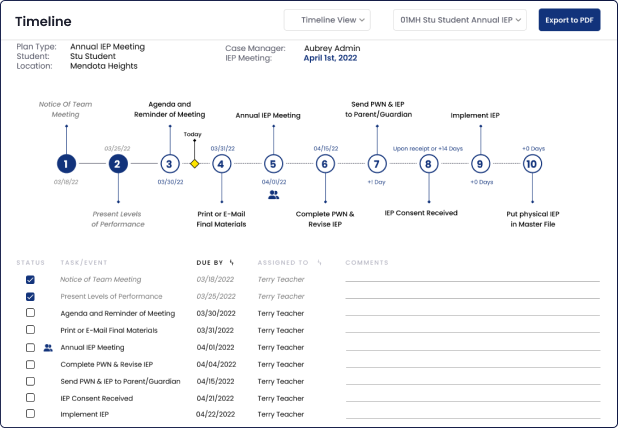 Timeline
Timeline View
01MH Stu Student Annual IEP Meeting
Export to PDF
Plan Type: Annual IEP Meeting
Student: Stu Student
Location: Mendota Heights
Case Manager: Aubrey Admin
IEP Meeting: April 1st, 2022
Notice Of Team
Meeting
Agenda and
Reminder of Meeting
Annual IEP Meeting
Send PWN & IEP
to Parent/Guardian
Implement IEP
Today
03/25/22
03/31/22
04/15/22
Upon receipt or +14 Days
+0 Days
1
2
3
4
5
6
7
8
9
10
03/18/22
03/30/22
04/01/22
+1 Day
+0 Days
Present Levels
of Performance
Print or E-Mail
Final Materials
Complete PWN &
Revise IEP
IEP Consent Received
Put physical IEP
in Master File
STATUS TASK/EVENT DUE BY ASSIGNED TO COMMENTS
Notice of Team Meeting 03/18/2022 Terry Teacher
Present Levels of Performance 03/25/2022 Terry Teacher
Agenda and Reminder of Meeting 03/30/2022 Terry Teacher
Print or E-Mail Final Materials 03/31/2022 Terry Teacher
Annual IEP Meeting 04/01/2022 Terry Teacher
Complete PWN & Revise IEP 04/04/2022 Terry Teacher
Send PWN & IEP to Parent/Guardian 04/15/2022 Terry Teacher
IEP Consent Received 04/21/2022 Terry Teacher
Implement IEP 04/22/2022 Terry Teacher